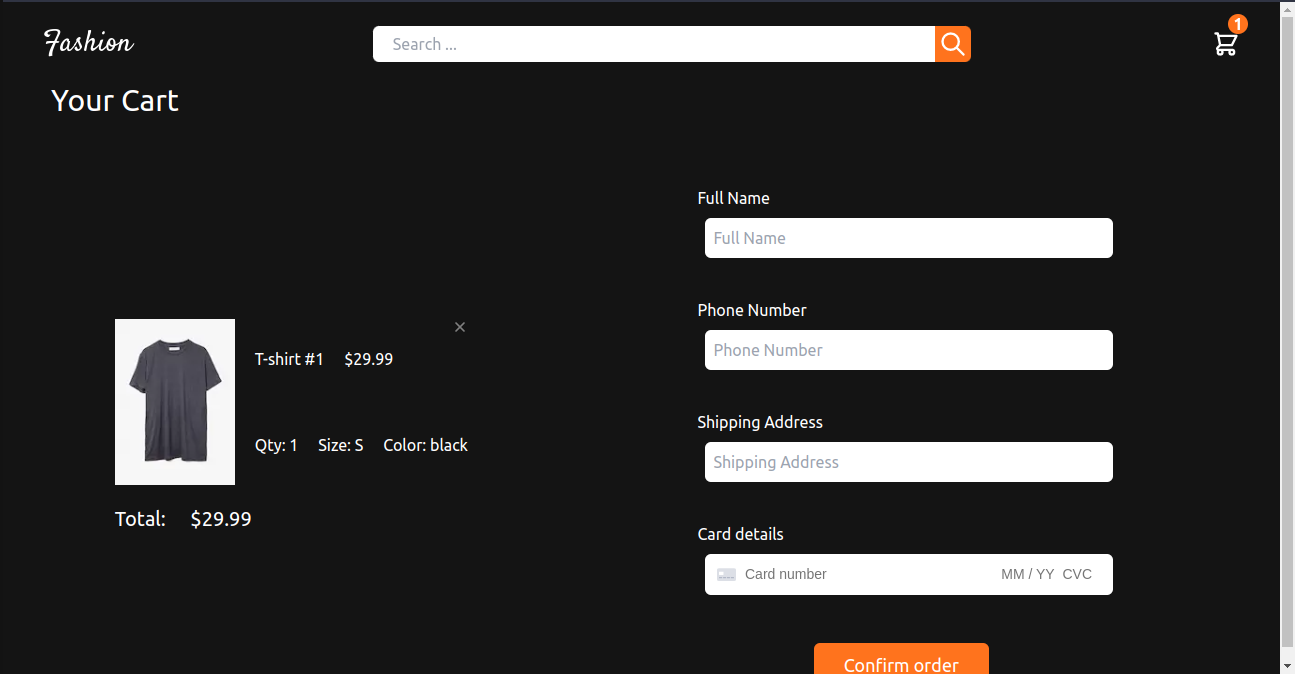 Fashion
Search ...
1
Your Cart
T-shirt #1 $29.99
×
Qty: 1 Size: S Color: black
Total: $29.99
Full Name
Full Name
Phone Number
Phone Number
Shipping Address
Shipping Address
Card details
Card number MM / YY CVC
Confirm order